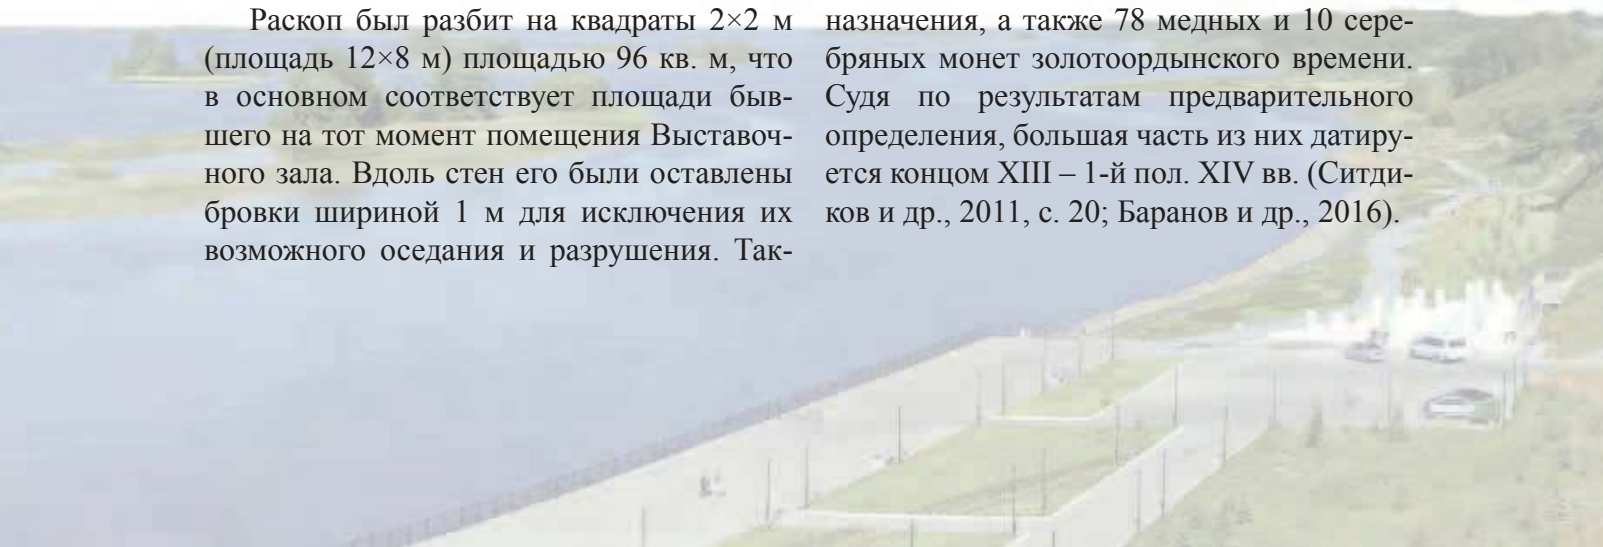 Раскоп был разбит на квадраты 2×2 м
(площадь 12×8 м) площадью 96 кв. м, что
в основном соответствует площади быв-
шего на тот момент помещения Выставоч-
ного зала. Вдоль стен его были оставлены
бровки шириной 1 м для исключения их
возможного оседания и разрушения. Так-
назначения, а также 78 медных и 10 сере-
бряных монет золотоордынского времени.
Судя по результатам предварительного
определения, большая часть из них датиру-
ется концом XIII – 1-й пол. XIV вв. (Ситди-
ков и др., 2011, с. 20; Баранов и др., 2016).